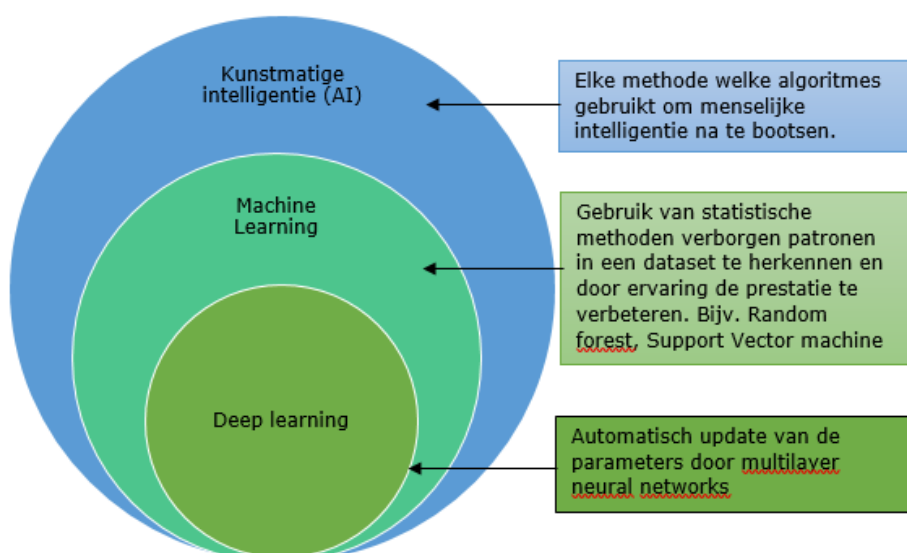 Kunstmatige
intelligentie (AI)
Elke methode welke algoritmes
gebruikt om menselijke
intelligentie na te bootsen.
Machine
Learning
Gebruik van statistische
methoden verborgen patronen
in een dataset te herkennen en
door ervaring de prestatie te
verbeteren. Bijv. Random
forest, Support Vector machine
Deep learning
Automatisch update van de
parameters door multilayer
neural networks